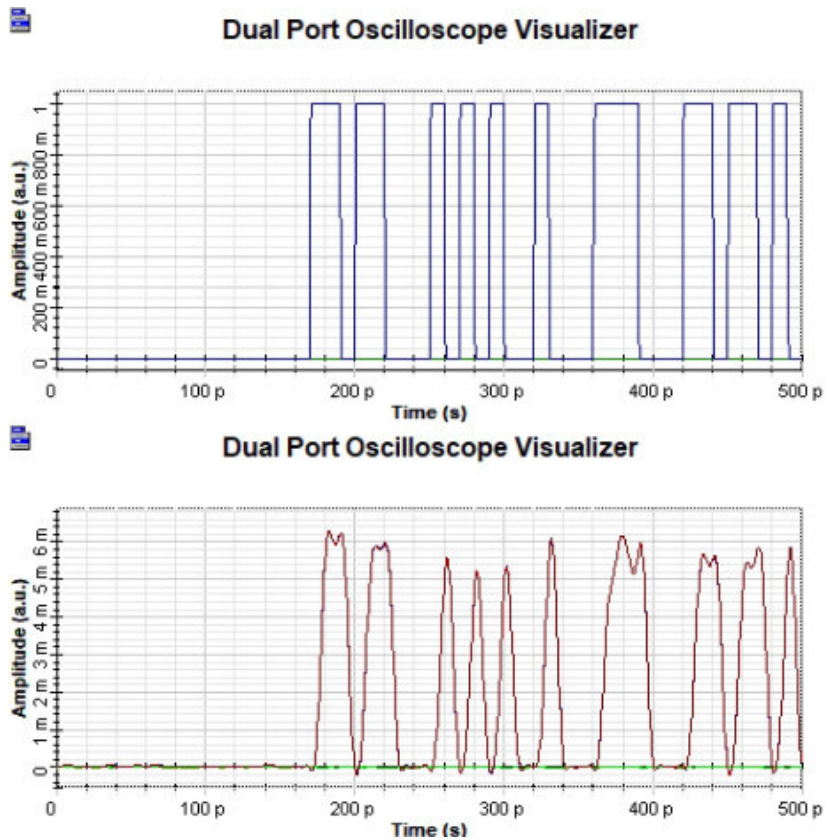 Dual Port Oscilloscope Visualizer
Amplitude (a.u.)
1
800 m
600 m
400 m
200 m
0
0 100 p 200 p 300 p 400 p 500 p
Time (s)
Dual Port Oscilloscope Visualizer
Amplitude (a.u.)
6 m
5 m
4 m
3 m
2 m
1 m
0
0 100 p 200 p 300 p 400 p 500 p
Time (s)